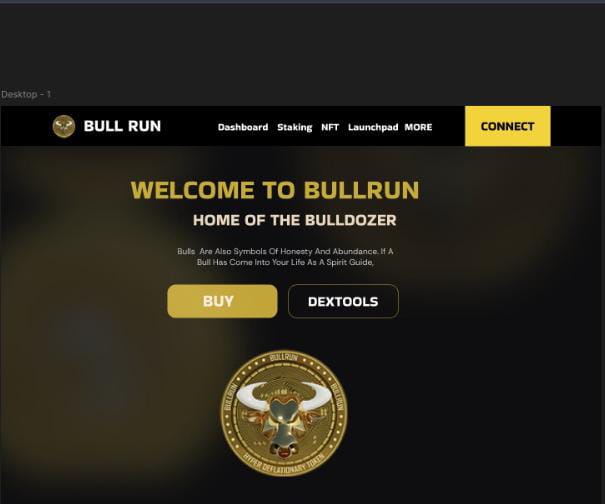 Desktop - 1
BULL RUN
Dashboard Staking NFT Launchpad MORE
CONNECT
WELCOME TO BULLRUN
HOME OF THE BULLDOZER
Bulls Are Also Symbols Of Honesty And Abundance. If A
Bull Has Come Into Your Life As A Spirit Guide,
BUY
DEXTOOLS
BULLRUN
BULLRUN
BULLRUN
HYPER DEFLATIONARY TOKEN